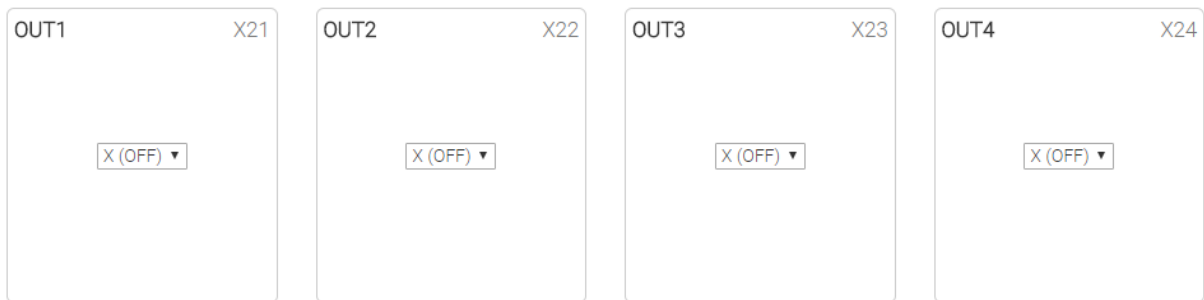 OUT1 X21
X (OFF)
OUT2 X22
X (OFF)
OUT3 X23
X (OFF)
OUT4 X24
X (OFF)